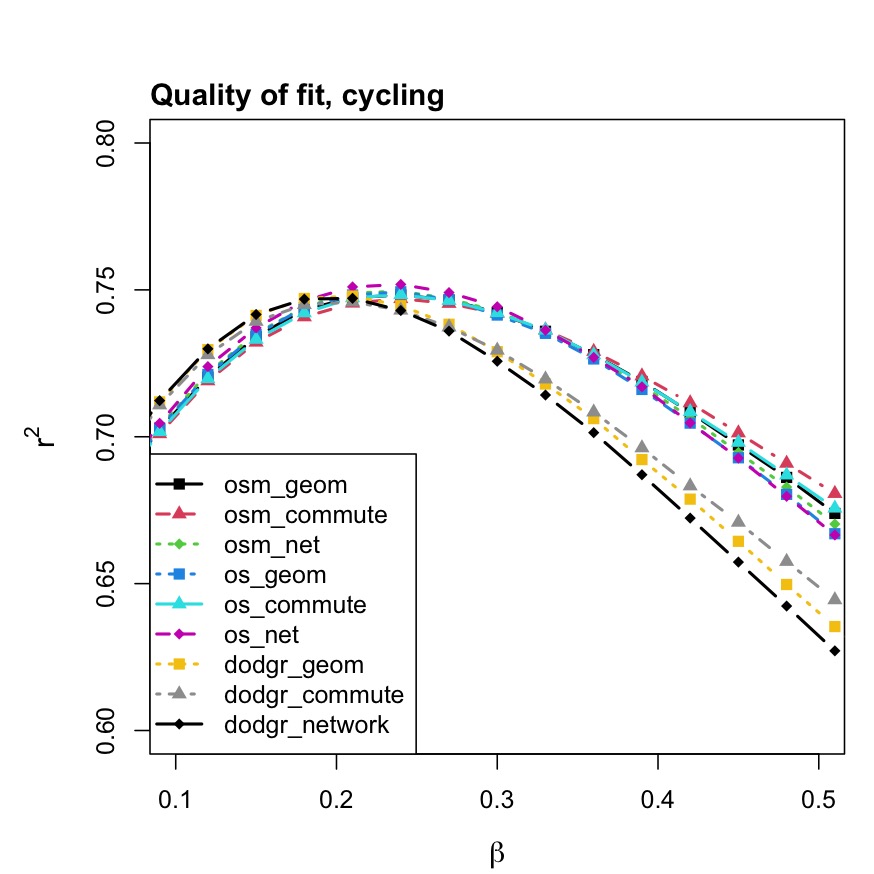 Quality of fit, cycling
0.80
0.75
0.70
0.65
0.60
r²
osm_geom
osm_commute
osm_net
os_geom
os_commute
os_net
dodgr_geom
dodgr_commute
dodgr_network
0.1 0.2 0.3 0.4 0.5
β